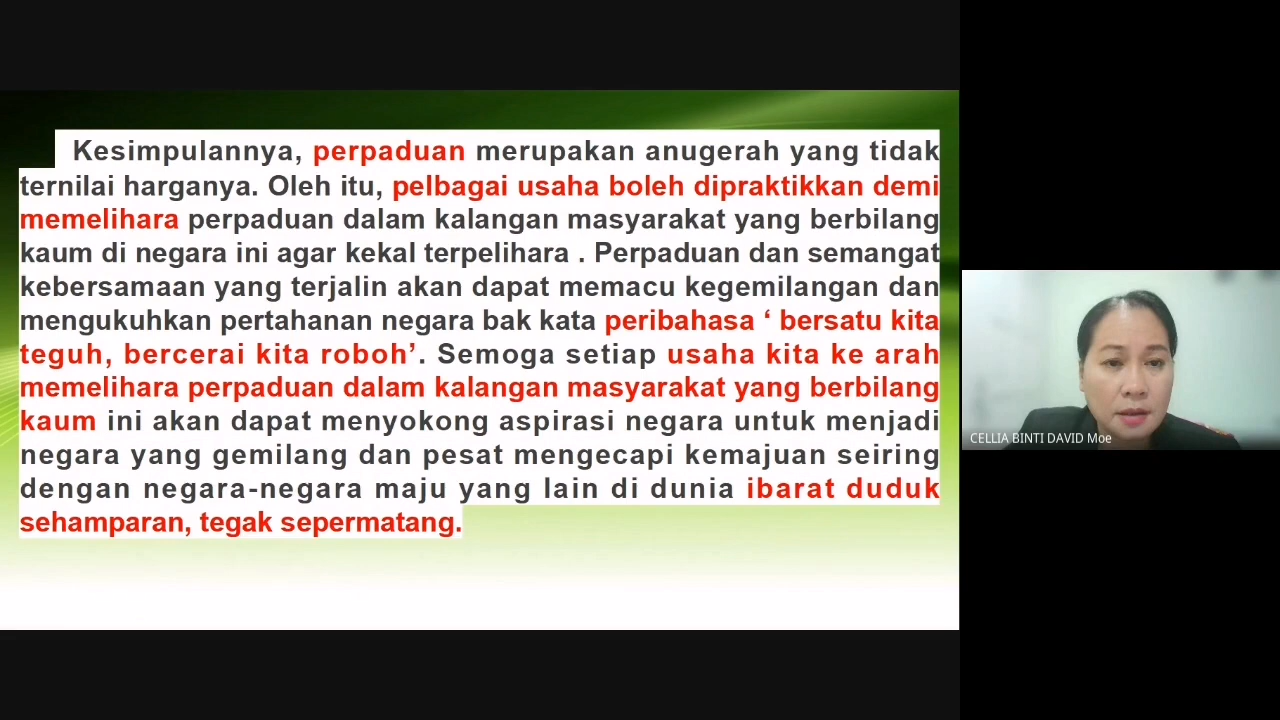 Kesimpulannya, perpaduan merupakan anugerah yang tidak
ternilai harganya. Oleh itu, pelbagai usaha boleh dipraktikkan demi
memelihara perpaduan dalam kalangan masyarakat yang berbilang
kaum di negara ini agar kekal terpelihara . Perpaduan dan semangat
kebersamaan yang terjalin akan dapat memacu kegemilangan dan
mengukuhkan pertahanan negara bak kata peribahasa ‘ bersatu kita
teguh, bercerai kita roboh’. Semoga setiap usaha kita ke arah
memelihara perpaduan dalam kalangan masyarakat yang berbilang
kaum ini akan dapat menyokong aspirasi negara untuk menjadi
negara yang gemilang dan pesat mengecapi kemajuan seiring
dengan negara-negara maju yang lain di dunia ibarat duduk
sehamparan, tegak sepermatang.
CELLIA BINTI DAVID Moe